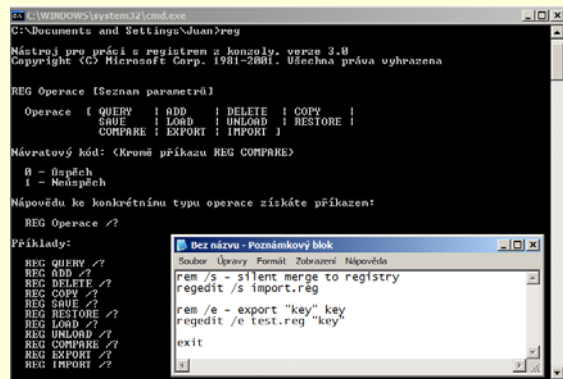 C:\WINDOWS\system32\cmd.exe
C:\Documents and Settings\Juan>reg
Nástroj pro práci s registrem z konzoly, verze 3.0
Copyright (C) Microsoft Corp. 1981-2001. Všechna práva vyhrazena
REG Operace [Seznam parametrů]
Operace [ QUERY | ADD | DELETE | COPY |
SAVE | LOAD | UNLOAD | RESTORE |
COMPARE | EXPORT | IMPORT ]
Návratový kód: (Kromě příkazu REG COMPARE)
0 - Úspěch
1 - Neúspěch
Nápovědu ke konkrétnímu typu operace získáte příkazem:
REG Operace /?
Příklady:
REG QUERY /?
REG ADD /?
REG DELETE /?
REG COPY /?
REG SAVE /?
REG RESTORE /?
REG LOAD /?
REG UNLOAD /?
REG COMPARE /?
REG EXPORT /?
REG IMPORT /?
Bez názvu - Poznámkový blok
Soubor Úpravy Formát Zobrazení Nápověda
rem /s - silent merge to registry
regedit /s import.reg
rem /e - export "key" key
regedit /e test.reg "key"
exit